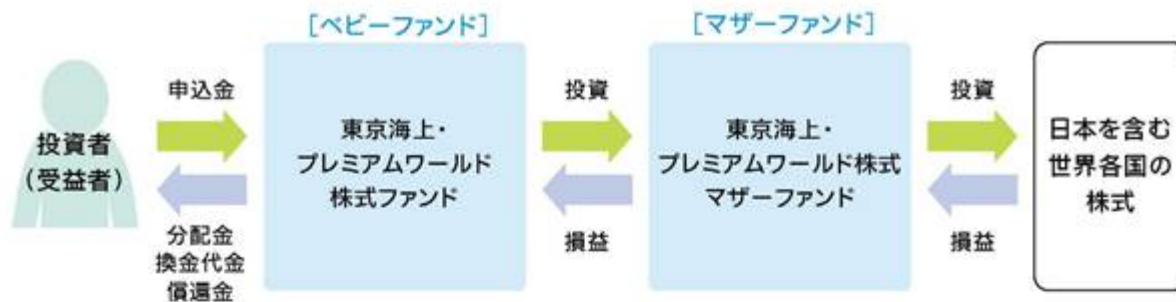 [ベビーファンド]
[マザーファンド]
投資者
(受益者)
申込金
分配金
換金代金
償還金
東京海上・
プレミアムワールド
株式ファンド
投資
損益
東京海上・
プレミアムワールド株式
マザーファンド
投資
損益
日本を含む
世界各国の
株式